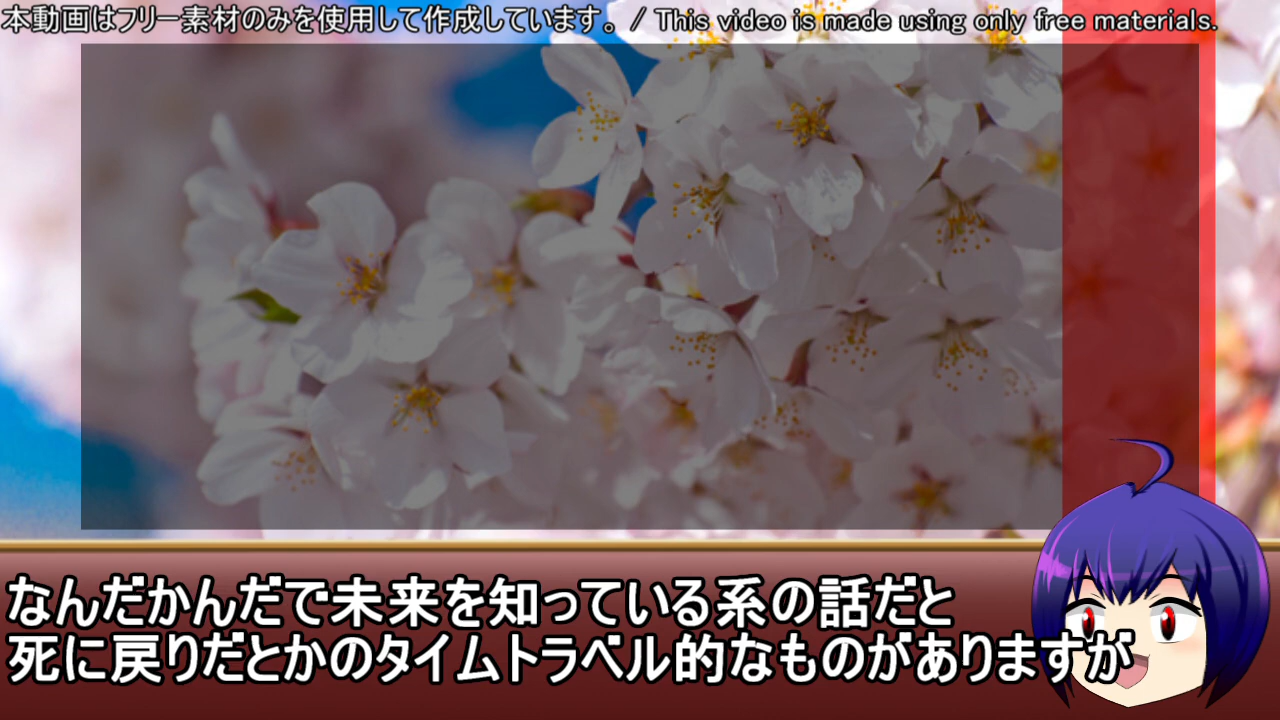 本動画はフリー素材のみを使用して作成しています。 / This video is made using only free materials.
なんだかんだで未来を知っている系の話だと
死に戻りだとかのタイムトラベル的なものがありますが